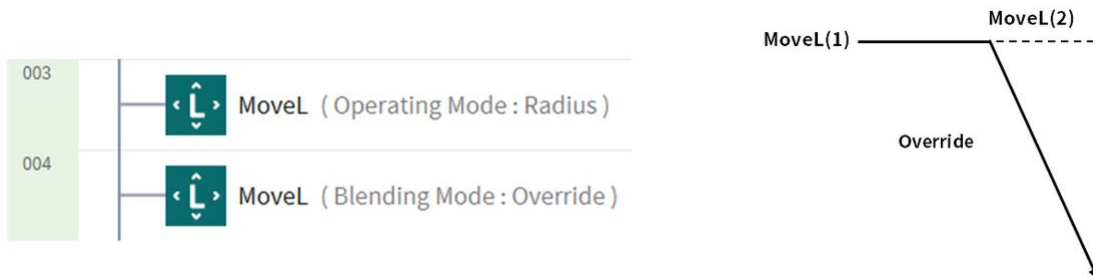 003
MoveL ( Operating Mode : Radius )
004
MoveL ( Blending Mode : Override )
MoveL(2)
MoveL(1)
Override